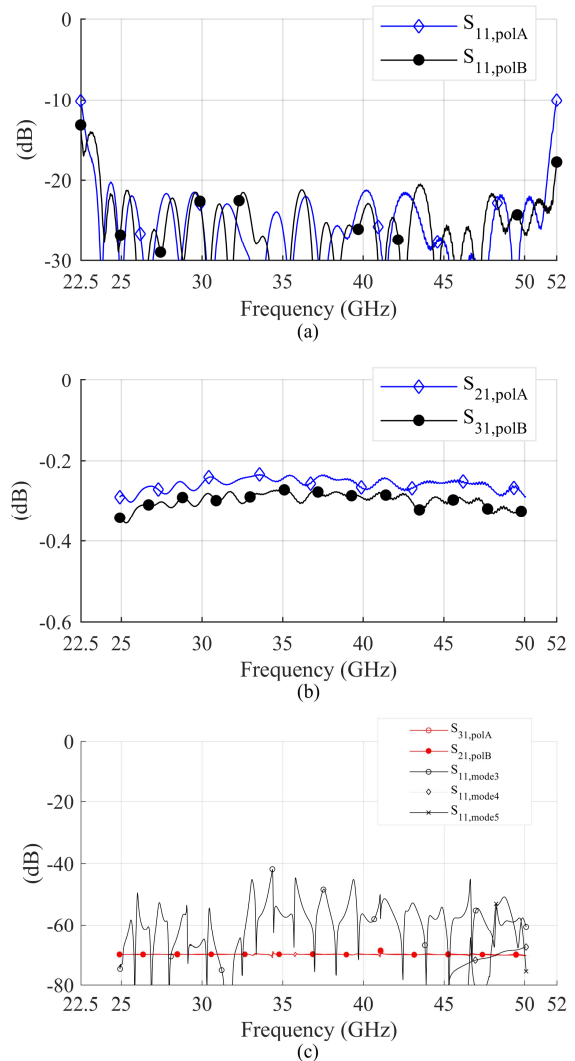 0
-10
-20
-30
(dB)
S11,polA
S11,polB
22.5 25 30 35 40 45 50 52
Frequency (GHz)
(a)
0
-0.2
-0.4
-0.6
(dB)
S21,polA
S31,polB
22.5 25 30 35 40 45 50 52
Frequency (GHz)
(b)
0
-20
-40
-60
-80
(dB)
S31,polA
S21,polB
S11,mode3
S11,mode4
S11,mode5
22.5 25 30 35 40 45 50 52
Frequency (GHz)
(c)